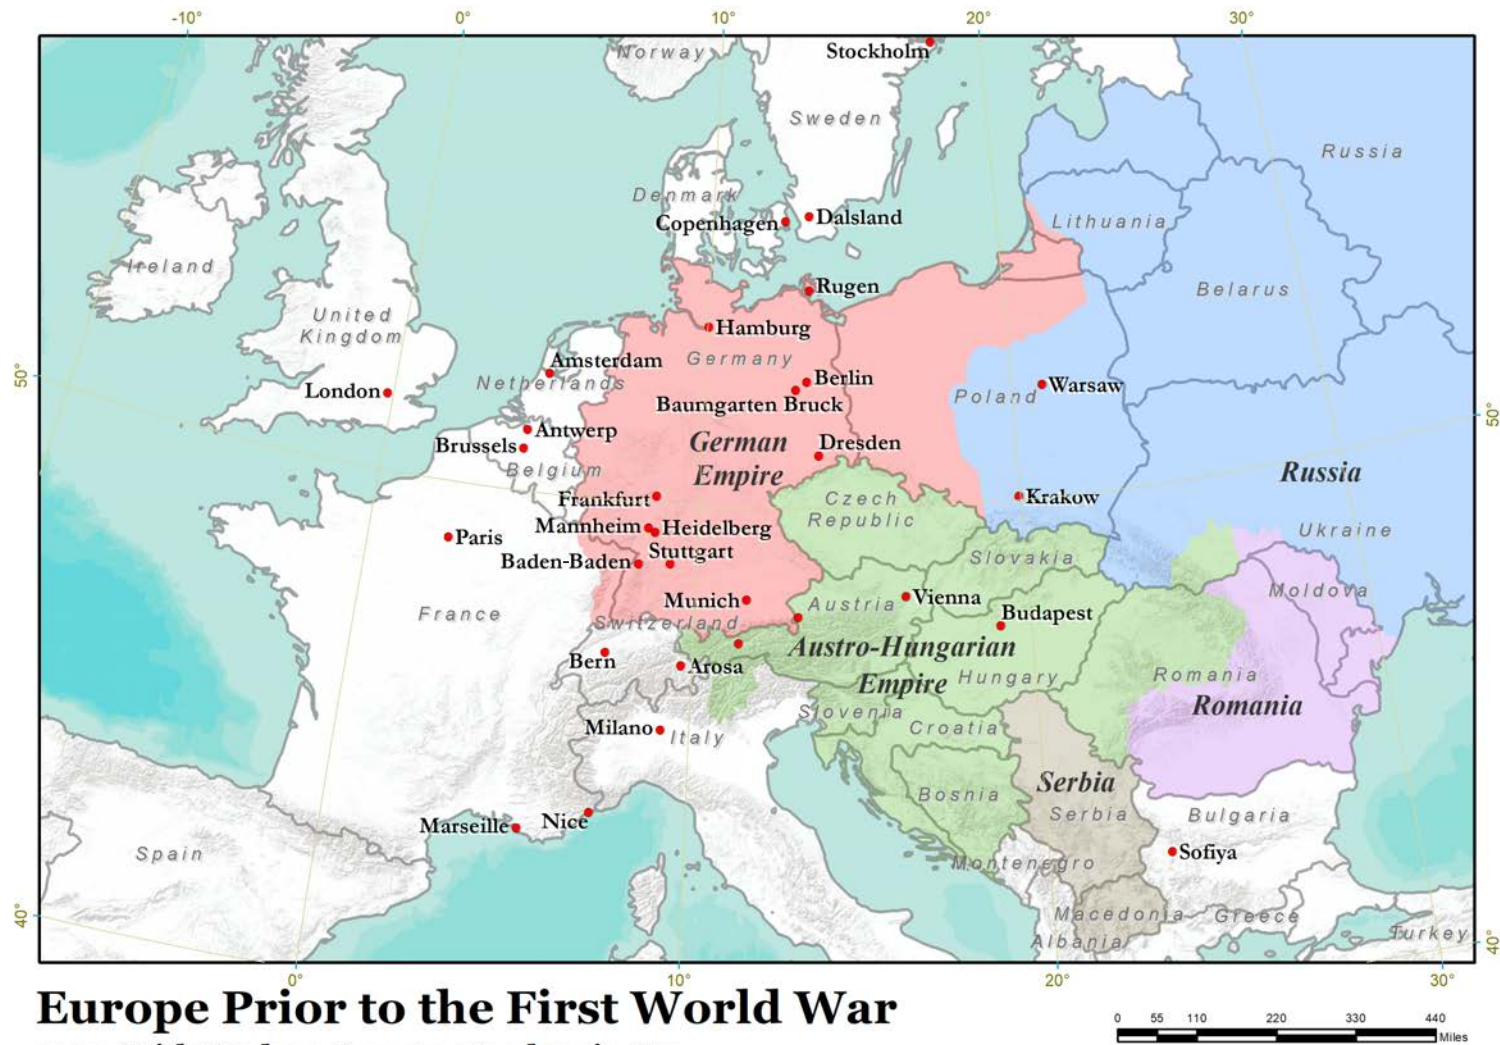 -10°
0°
10°
20°
30°
Norway
Stockholm
Sweden
Russia
Denmark
Copenhagen
Dalsland
Lithuania
Ireland
Rugen
Belarus
United
Kingdom
Hamburg
Germany
Amsterdam
Netherlands
50°
London
Berlin
Warsaw
Poland
Baumgarten Bruck
50°
Antwerp
Brussels
Belgium
German
Empire
Dresden
Russia
Frankfurt
Czech
Republic
Krakow
Mannheim
Heidelberg
Ukraine
Paris
Stuttgart
Baden-Baden
Slovakia
Moldova
France
Munich
Austria
Vienna
Budapest
Switzerland
Austro-Hungarian
Empire
Bern
Arosa
Hungary
Romania
Romania
Slovenia
Croatia
Milano
Italy
Serbia
Bosnia
Serbia
Bulgaria
Marseille
Nice
Spain
Sofiya
Montenegro
Macedonia
Greece
Albania
Turkey
40°
40°
0°
10°
20°
30°
Europe Prior to the First World War
0 55 110 220 330 440
Miles